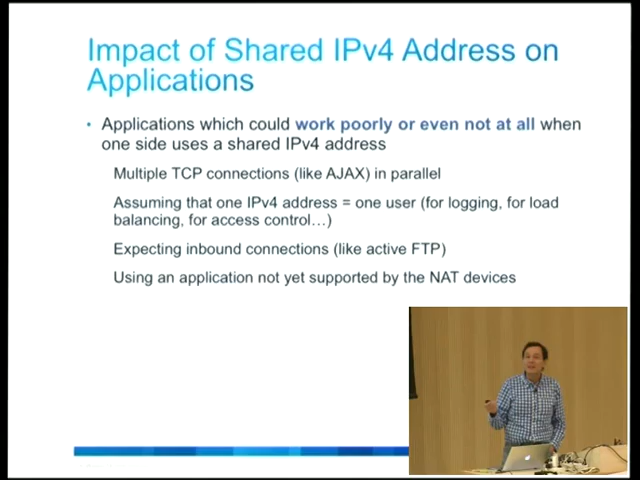 Impact of Shared IPv4 Address on
Applications
• Applications which could work poorly or even not at all when
one side uses a shared IPv4 address
Multiple TCP connections (like AJAX) in parallel
Assuming that one IPv4 address = one user (for logging, for load
balancing, for access control…)
Expecting inbound connections (like active FTP)
Using an application not yet supported by the NAT devices